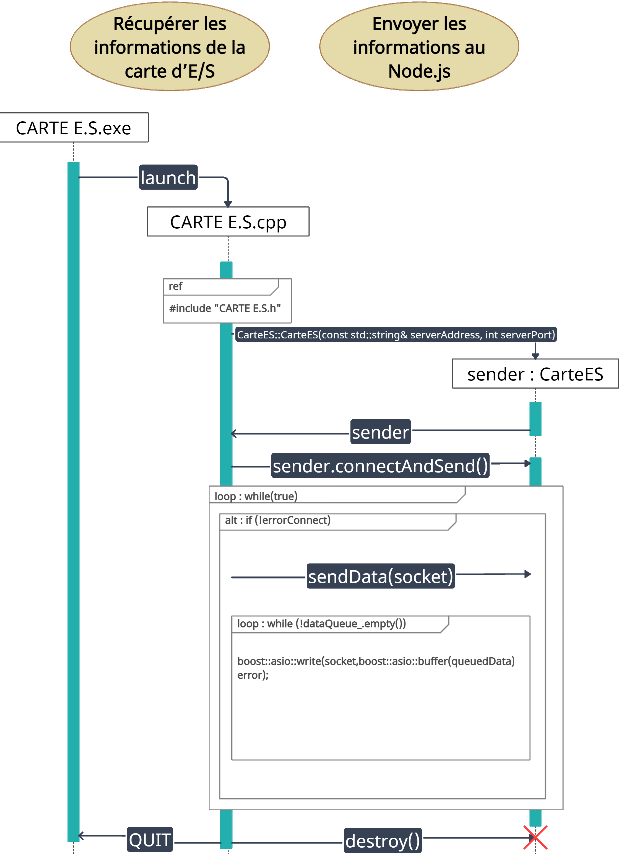 Récupérer les
informations de la
carte d’E/S
Envoyer les
informations au
Node.js
CARTE E.S.exe
launch
CARTE E.S.cpp
ref
#include "CARTE E.S.h"
CarteES::CarteES(const std::string& serverAddress, int serverPort)
sender : CarteES
sender
sender.connectAndSend()
loop : while(true)
alt : if (!errorConnect)
sendData(socket)
loop : while (!dataQueue_.empty())
boost::asio::write(socket,boost::asio::buffer(queuedData)
error);
QUIT
destroy()